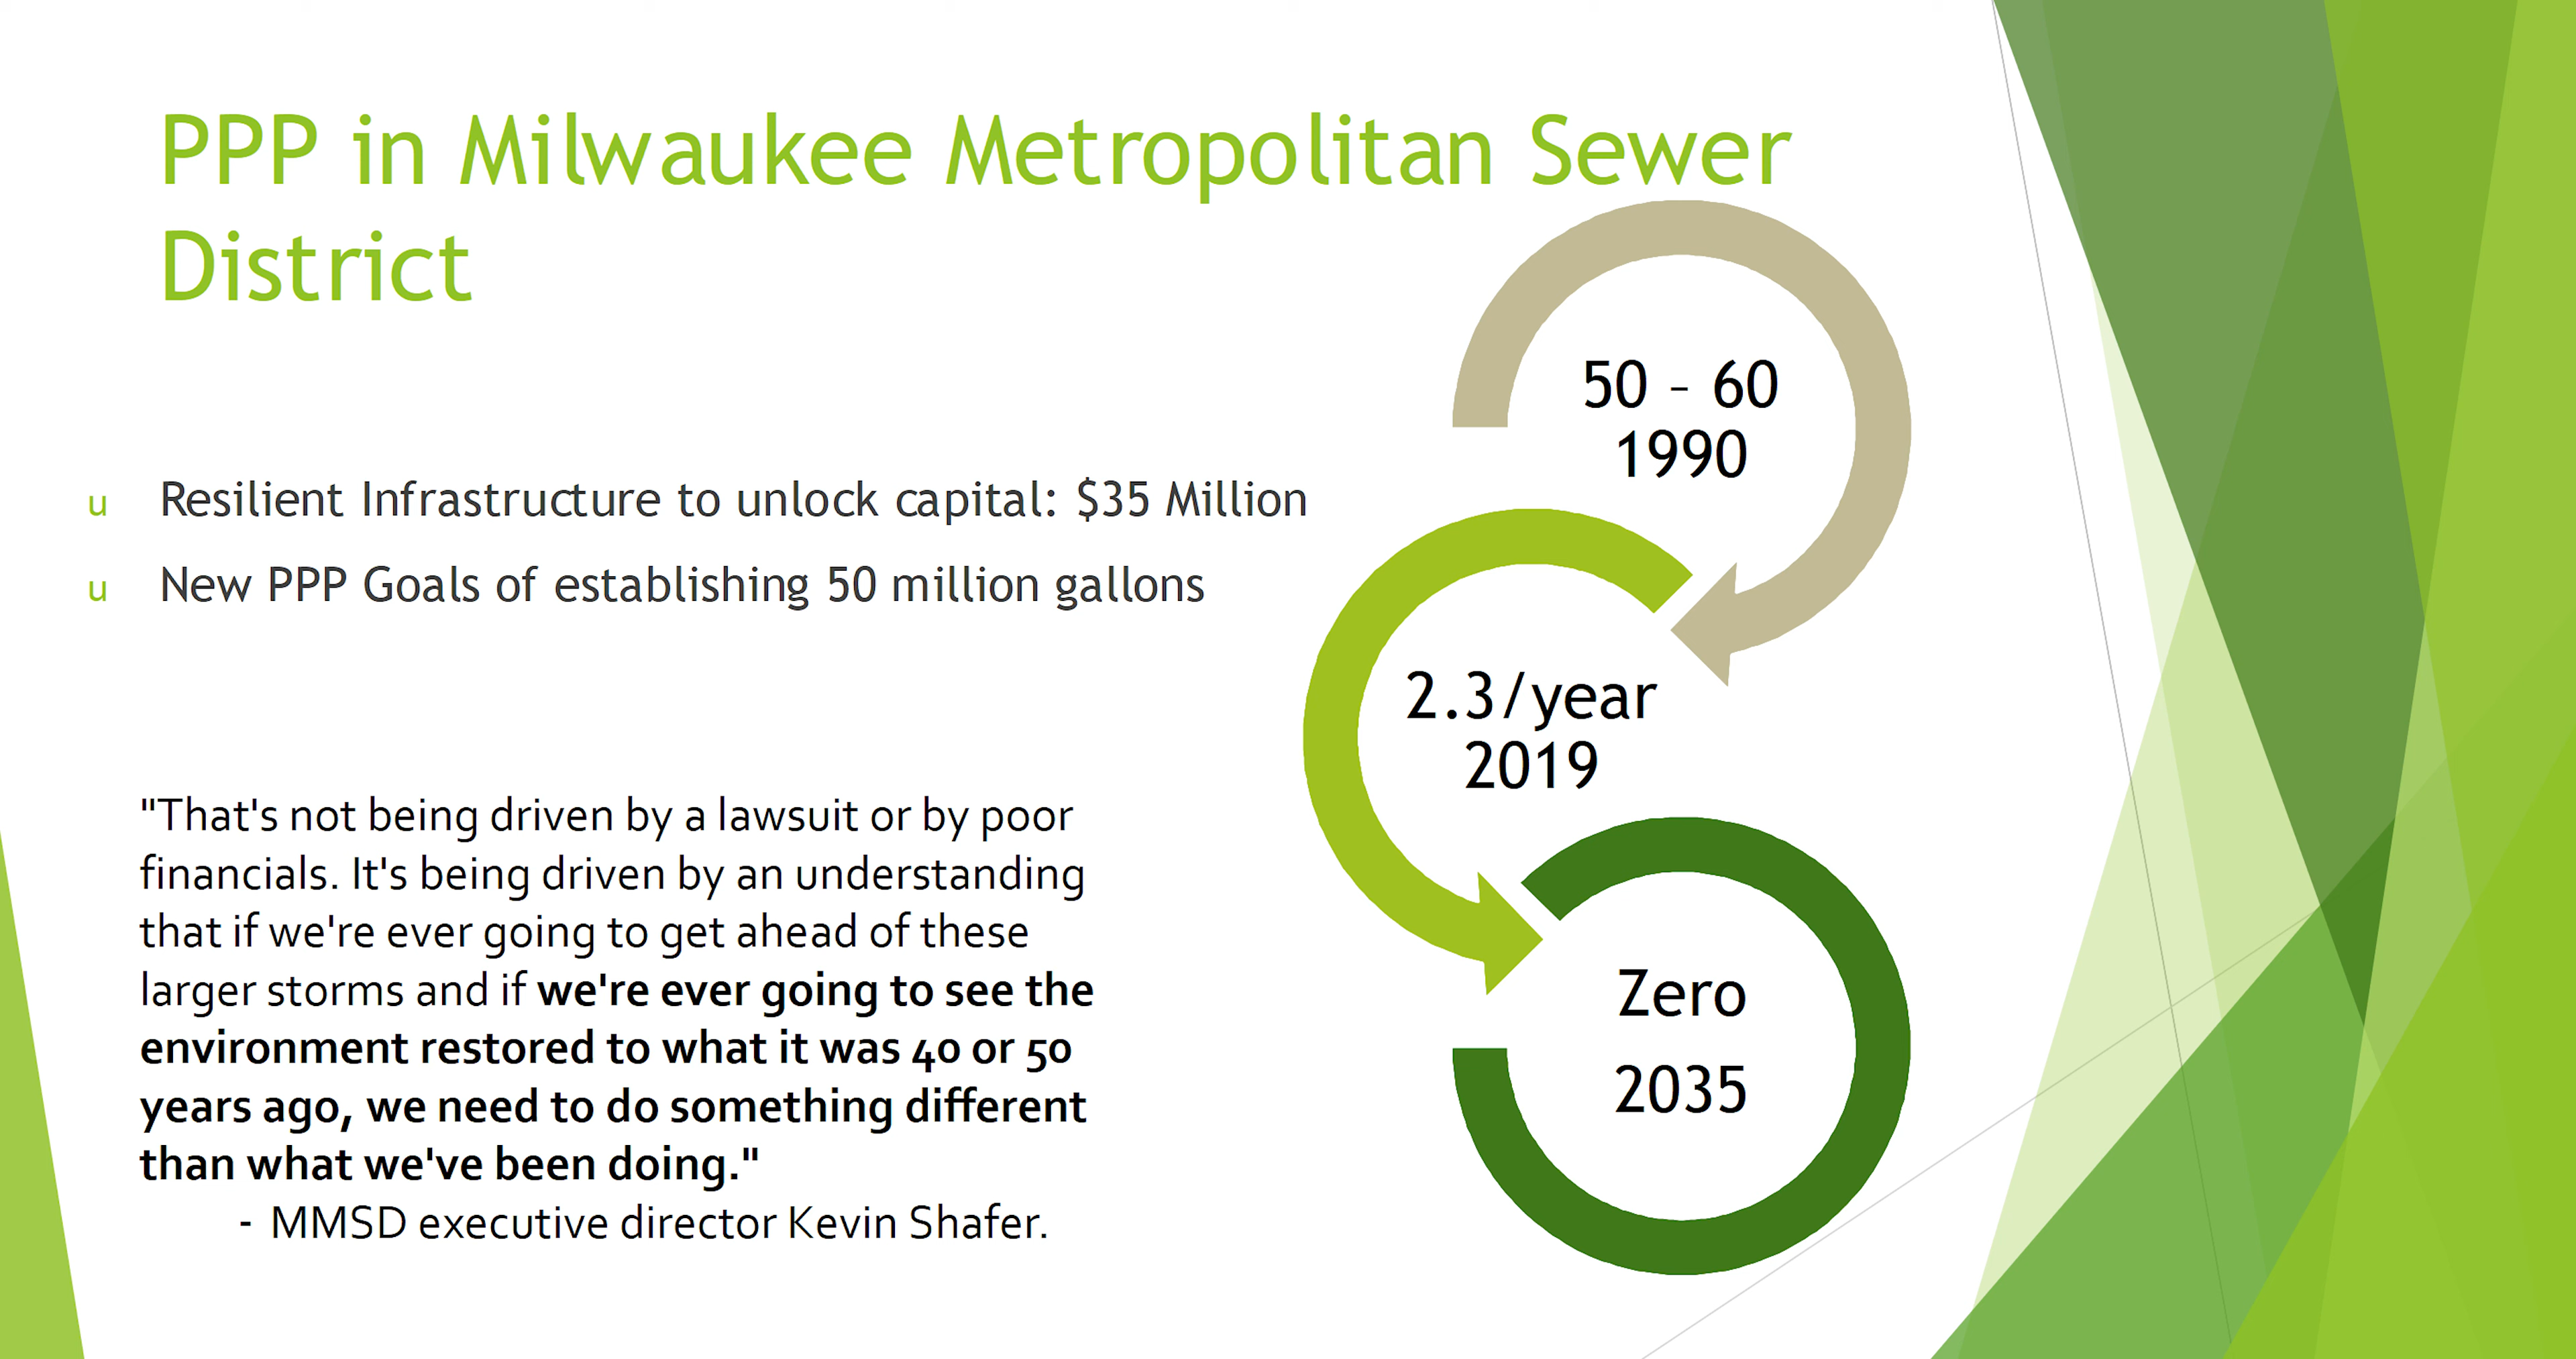 PPP in Milwaukee Metropolitan Sewer
District
u Resilient Infrastructure to unlock capital: $35 Million
u New PPP Goals of establishing 50 million gallons
"That's not being driven by a lawsuit or by poor
financials. It's being driven by an understanding
that if we're ever going to get ahead of these
larger storms and if we're ever going to see the
environment restored to what it was 40 or 50
years ago, we need to do something different
than what we've been doing."
- MMSD executive director Kevin Shafer.
50 – 60
1990
2.3/year
2019
Zero
2035